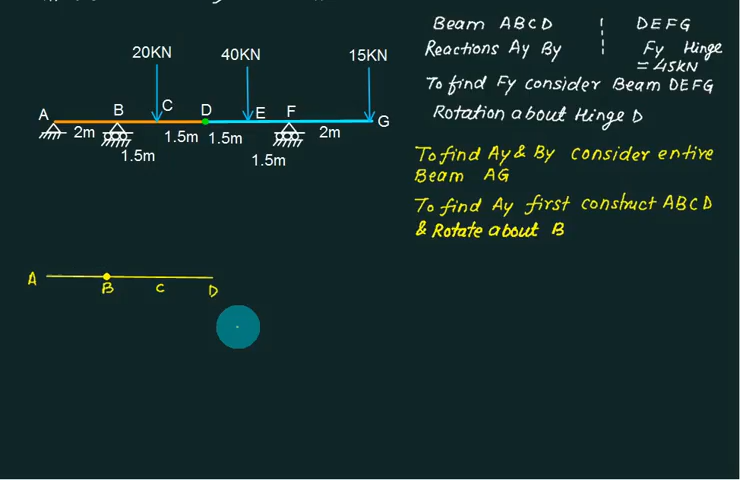 Beam ABCD ¦ DEFG
Reactions Ay By ¦ Fy Hinge
= 45KN
To find Fy consider Beam DEFG
Rotation about Hinge D
To find Ay & By consider entire
Beam AG
To find Ay first construct ABCD
& Rotate about B
20KN 40KN 15KN
A B C D E F G
2m 1.5m 1.5m 1.5m 1.5m 2m
A B C D